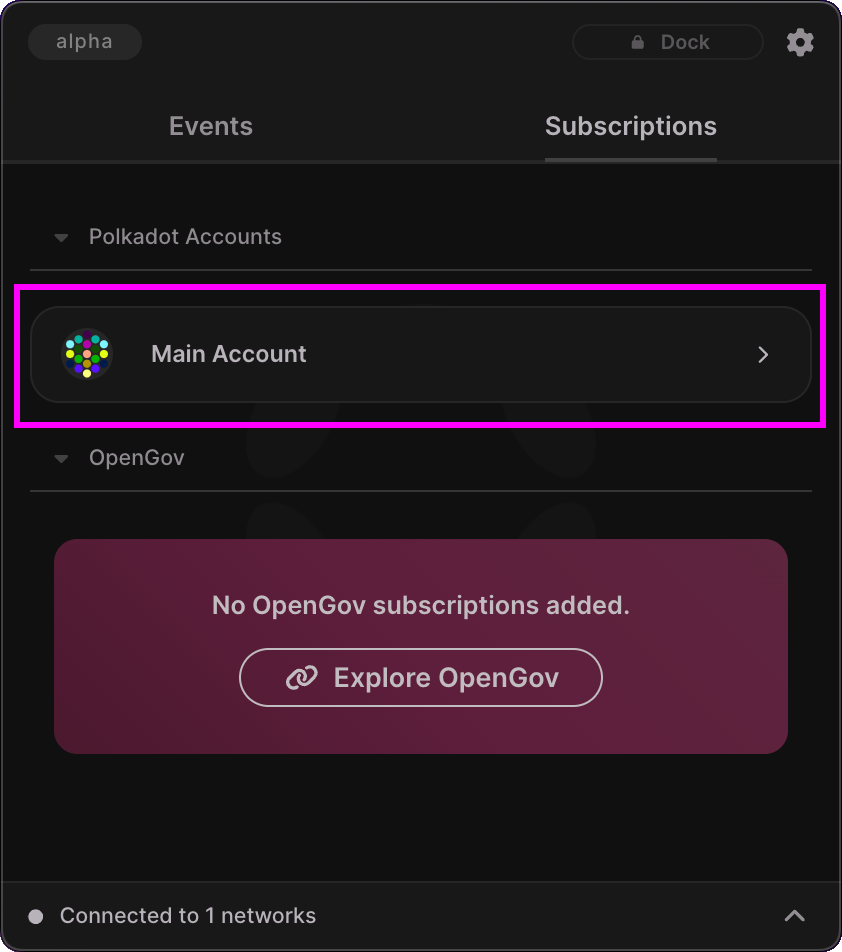 alpha
Dock
Events
Subscriptions
Polkadot Accounts
Main Account
OpenGov
No OpenGov subscriptions added.
Explore OpenGov
Connected to 1 networks